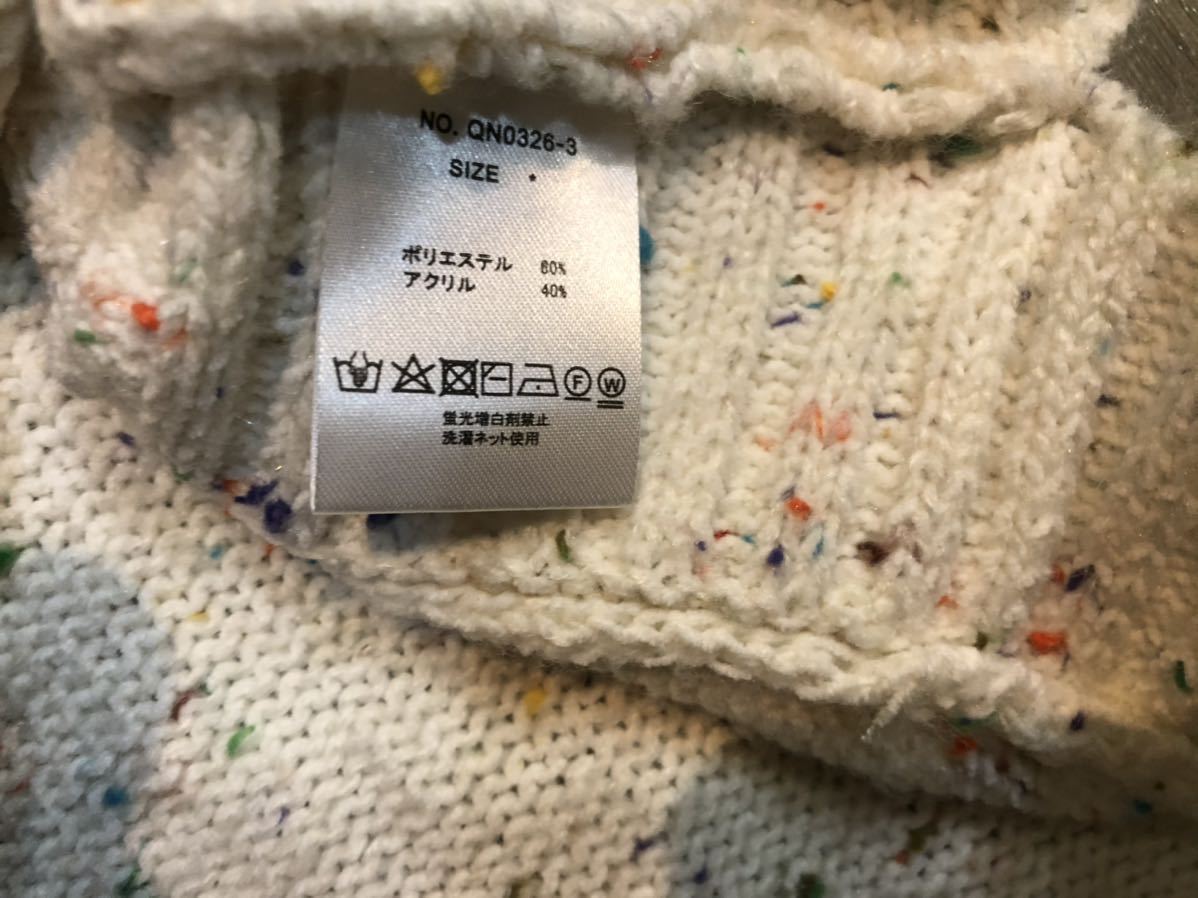 NO. QN0326-3
SIZE •
ポリエステル 60%
アクリル 40%
F W
蛍光増白剤禁止
洗濯ネット使用